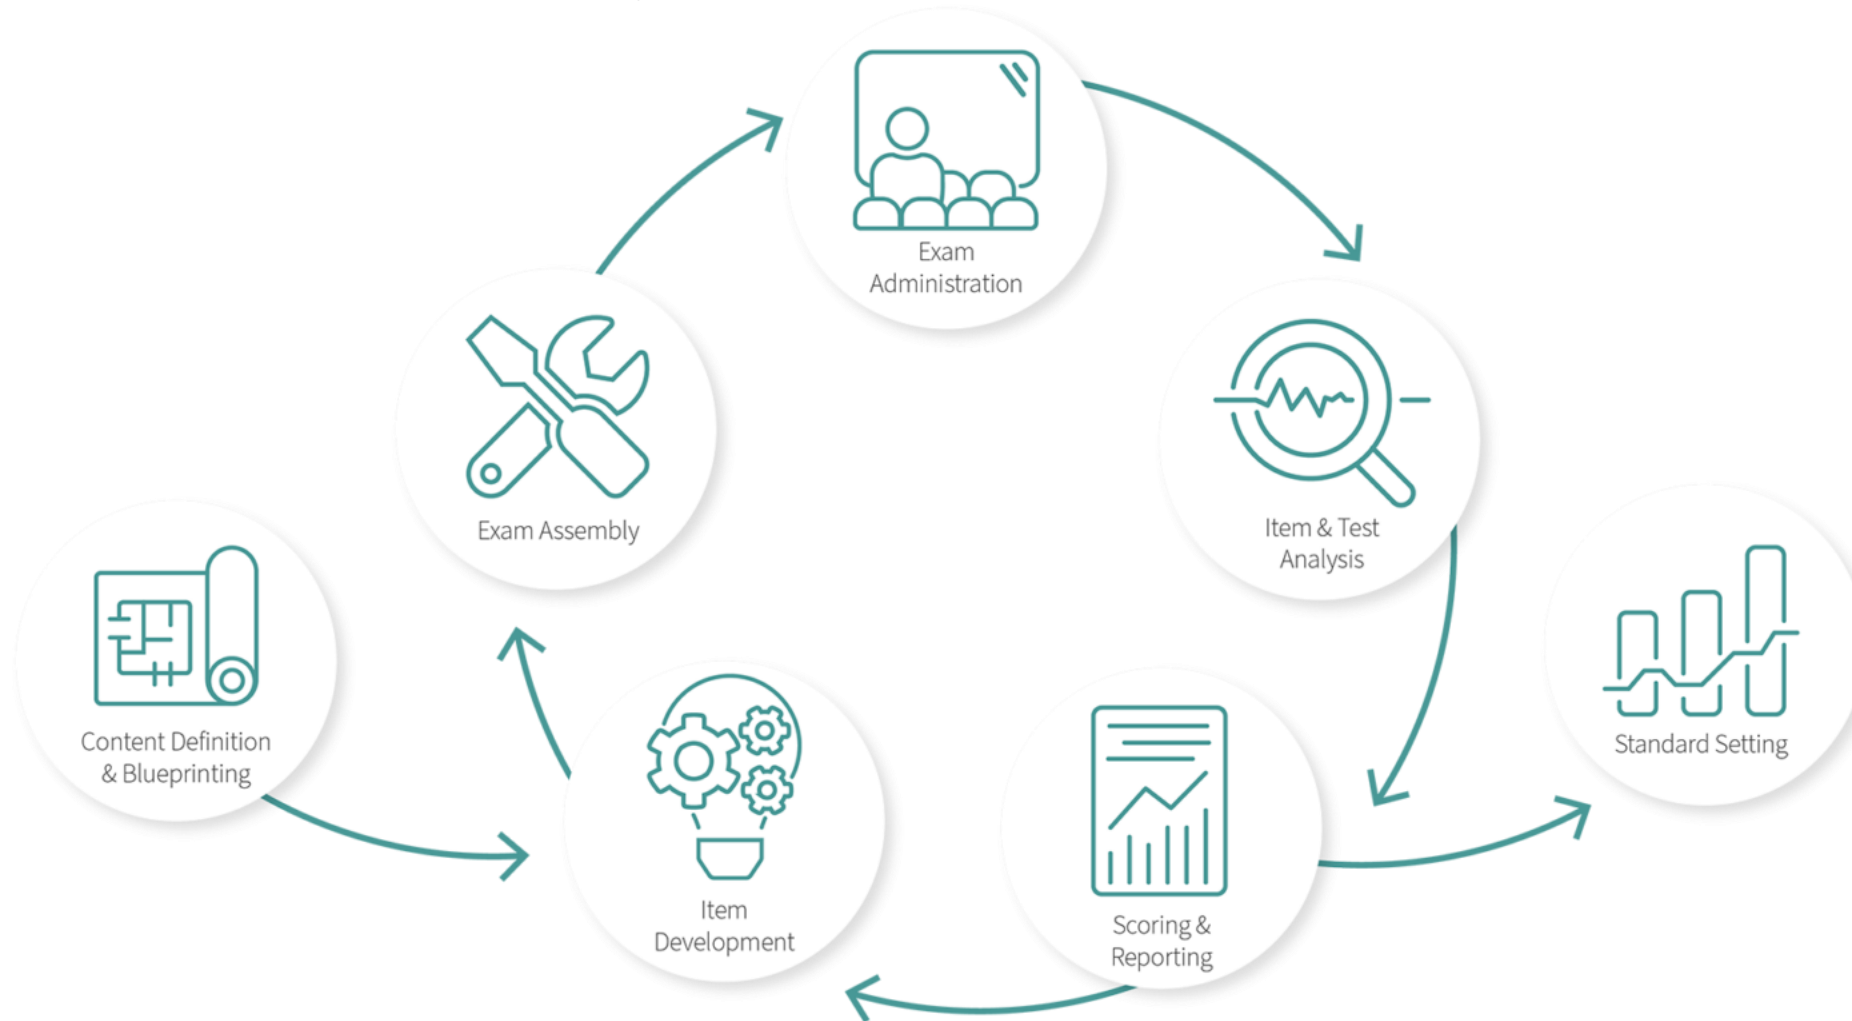 Exam
Administration
Exam Assembly
Item & Test
Analysis
Content Definition
& Blueprinting
Standard Setting
Item
Development
Scoring &
Reporting